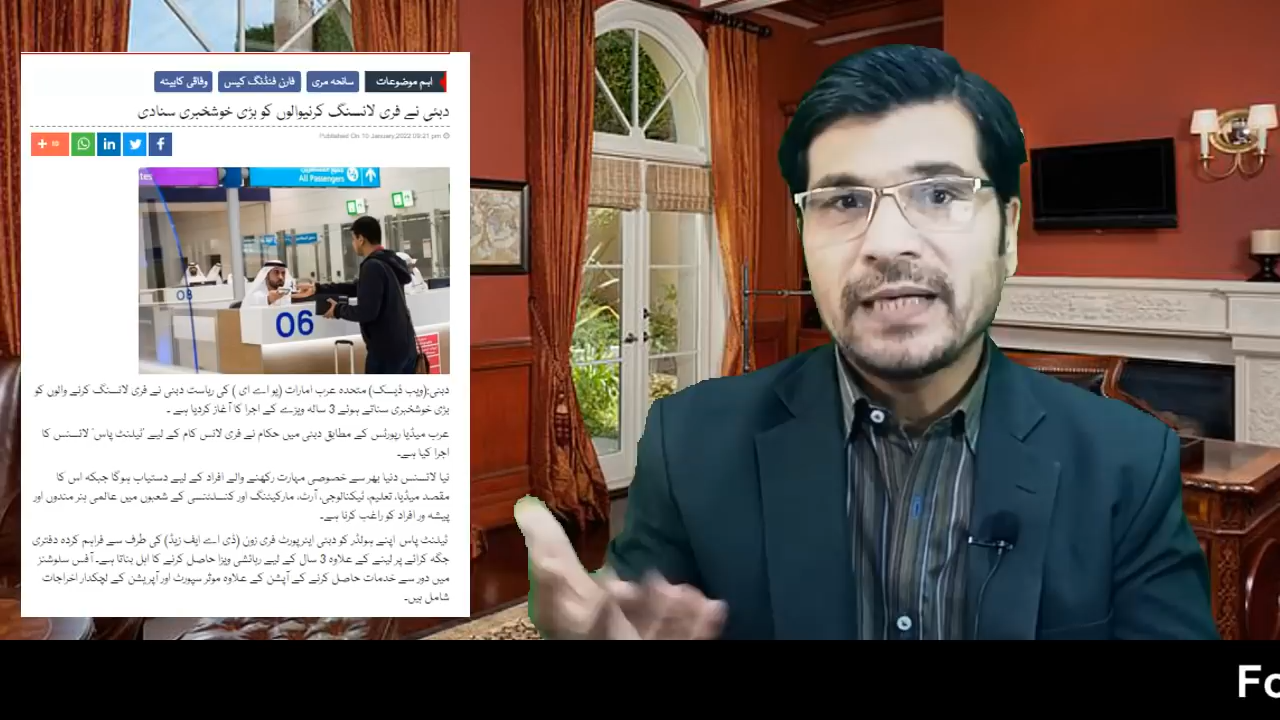 اہم موضوعات سانحہ مری فارن فنڈنگ کیس وفاقی کابینہ
دبئی نے فری لانسنگ کرنیوالوں کو بڑی خوشخبری سنادی
Published On 10 January,2022 09:21 pm
All Passengers
06
دبئی:(ویب ڈیسک) متحدہ عرب امارات (یو اے ای ) کی ریاست دبئی نے فری لانسنگ کرنے والوں کو
بڑی خوشخبری سناتے ہوئے 3 سالہ ویزے کے اجرا کا آغاز کردیا ہے ۔
عرب میڈیا رپورٹس کے مطابق دبئی میں حکام نے فری لانس کام کے لیے 'ٹیلنٹ پاس' لائسنس کا
اجرا کیا ہے۔
نیا لائسنس دنیا بھر سے خصوصی مہارت رکھنے والے افراد کے لیے دستیاب ہوگا جبکہ اس کا
مقصد میڈیا، تعلیم، ٹیکنالوجی، آرٹ، مارکیٹنگ اور کنسلٹنسی کے شعبوں میں عالمی ہنر مندوں اور
پیشہ ور افراد کو راغب کرنا ہے۔
ٹیلنٹ پاس اپنے ہولڈر کو دبئی ایئرپورٹ فری زون (ڈی اے ایف زیڈ) کی طرف سے فراہم کردہ دفتری
جگہ کرائے پر لینے کے علاوہ 3 سال کے لیے رہائشی ویزا حاصل کرنے کا اہل بناتا ہے۔ آفس سلوشنز
میں دور سے خدمات حاصل کرنے کے آپشن کے علاوہ موثر سپورٹ اور آپریشن کے لچکدار اخراجات
شامل ہیں۔
Fo